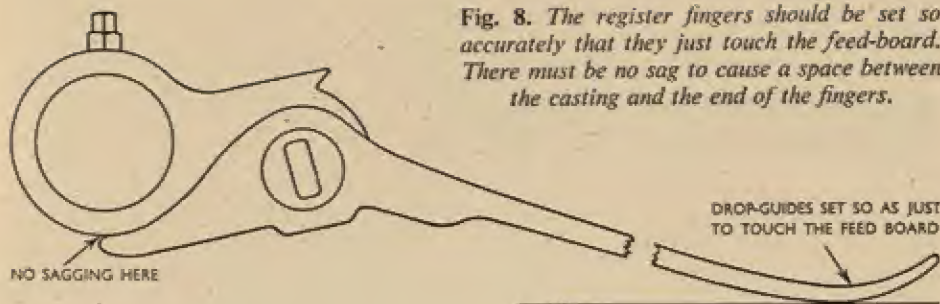 Fig. 8. The register fingers should be set so
accurately that they just touch the feed-board.
There must be no sag to cause a space between
the casting and the end of the fingers.
DROP-GUIDES SET SO AS JUST
TO TOUCH THE FEED BOARD
NO SAGGING HERE